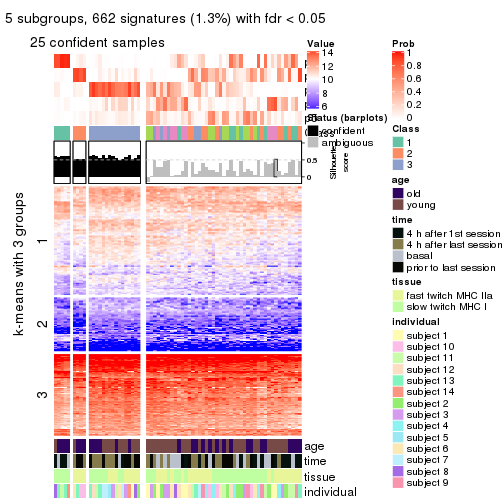 5 subgroups, 662 signatures (1.3%) with fdr < 0.05
25 confident samples
k-means with 3 groups
1
2
3
age
time
tissue
individual
0.5
0
Silhouette
score
Value
14
12
10
8
6
Status (barplots)
confident
ambiguous
Prob
1
0.8
0.6
0.4
0.2
0
Class
1
2
3
age
old
young
time
4 h after 1st session
4 h after last session
basal
prior to last session
tissue
fast twitch MHC IIa
slow twitch MHC I
individual
subject 1
subject 10
subject 11
subject 12
subject 13
subject 14
subject 2
subject 3
subject 4
subject 5
subject 6
subject 7
subject 8
subject 9